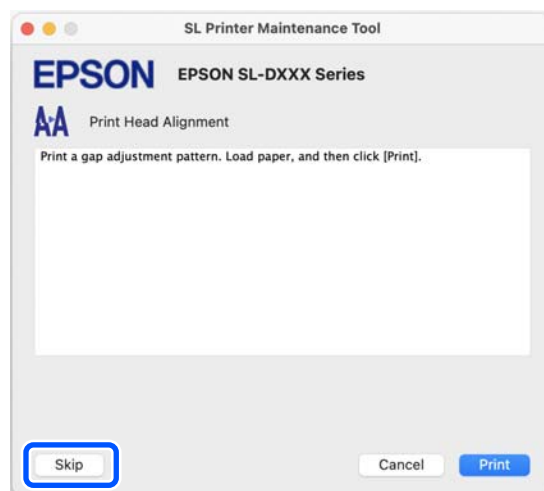 SL Printer Maintenance Tool
EPSON EPSON SL-DXXX Series
A▸A Print Head Alignment
Print a gap adjustment pattern. Load paper, and then click [Print].
Skip Cancel Print